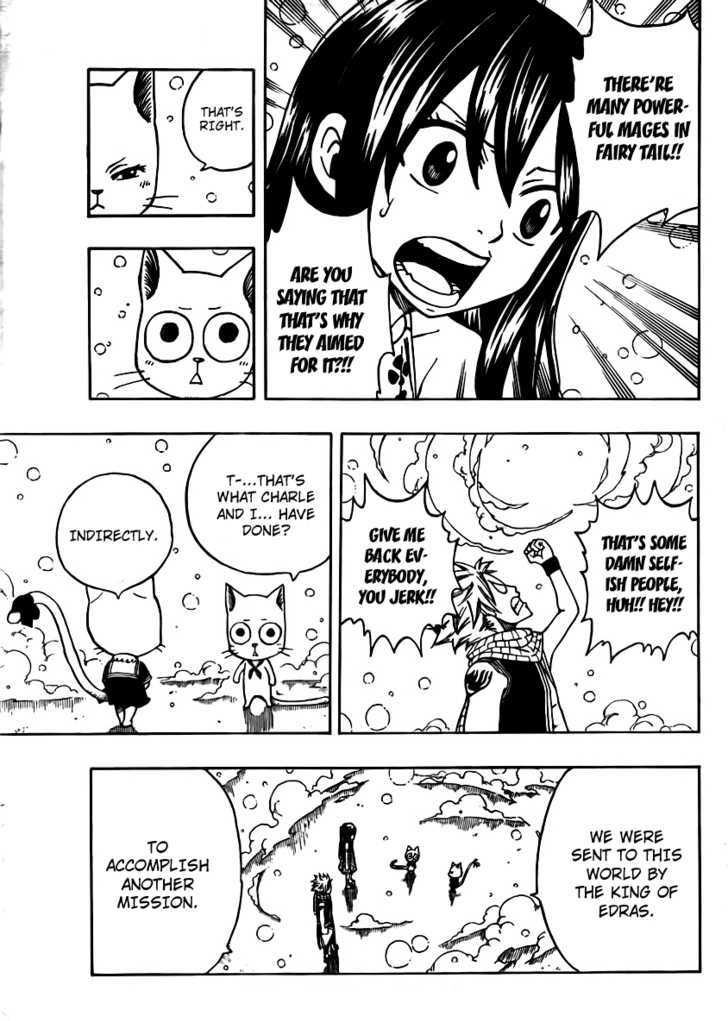 THERE'RE
MANY POWER-
FUL MAGES IN
FAIRY TAIL!!
ARE YOU
SAYING THAT
THAT'S WHY
THEY AIMED
FOR IT?!!
THAT'S
RIGHT.
THAT'S SOME
DAMN SELF-
ISH PEOPLE,
HUH!! HEY!!
GIVE ME
BACK EV-
ERYBODY,
YOU JERK!!
T-...THAT'S
WHAT CHARLE
AND I... HAVE
DONE?
INDIRECTLY.
WE WERE
SENT TO THIS
WORLD BY
THE KING OF
EDRAS.
TO
ACCOMPLISH
ANOTHER
MISSION.